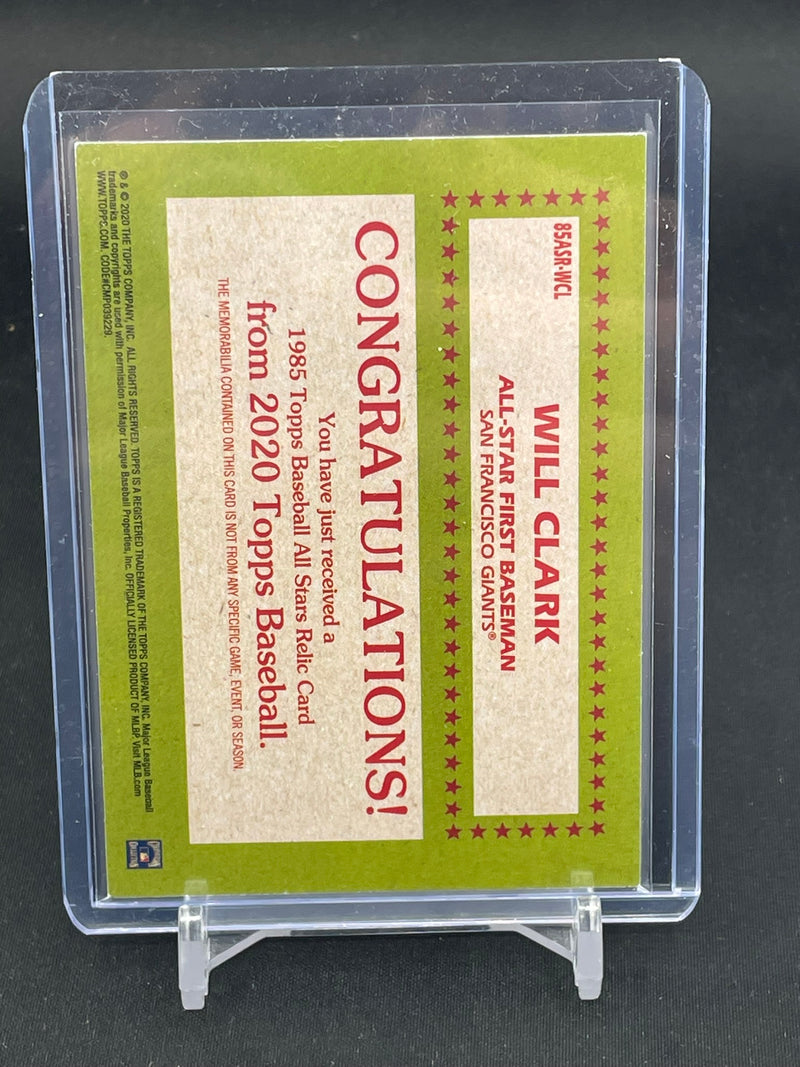 85ASR-WCL
WILL CLARK
ALL-STAR FIRST BASEMAN
SAN FRANCISCO GIANTS®
CONGRATULATIONS!
You have just received a
1985 Topps Baseball All Stars Relic Card
from 2020 Topps Baseball.
THE MEMORABILIA CONTAINED ON THIS CARD IS NOT FROM ANY SPECIFIC GAME, EVENT, OR SEASON.
® & © 2020 THE TOPPS COMPANY, INC. ALL RIGHTS RESERVED. TOPPS IS A REGISTERED TRADEMARK OF THE TOPPS COMPANY, INC. Major League Baseball
trademarks and copyrights are used with permission of Major League Baseball Properties, Inc. OFFICIALLY LICENSED PRODUCT OF MLBP. Visit MLB.com
WWW.TOPPS.COM. CODE#CMP039229.